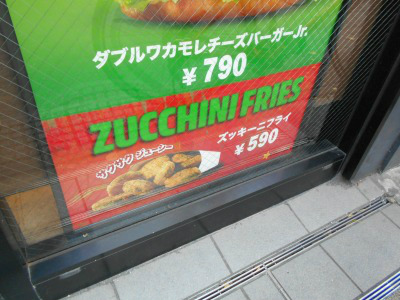 ダブルワカモレチーズバーガーJr.
¥790
ZUCCHINI FRIES
ズッキーニフライ
¥590
サクサクジューシー